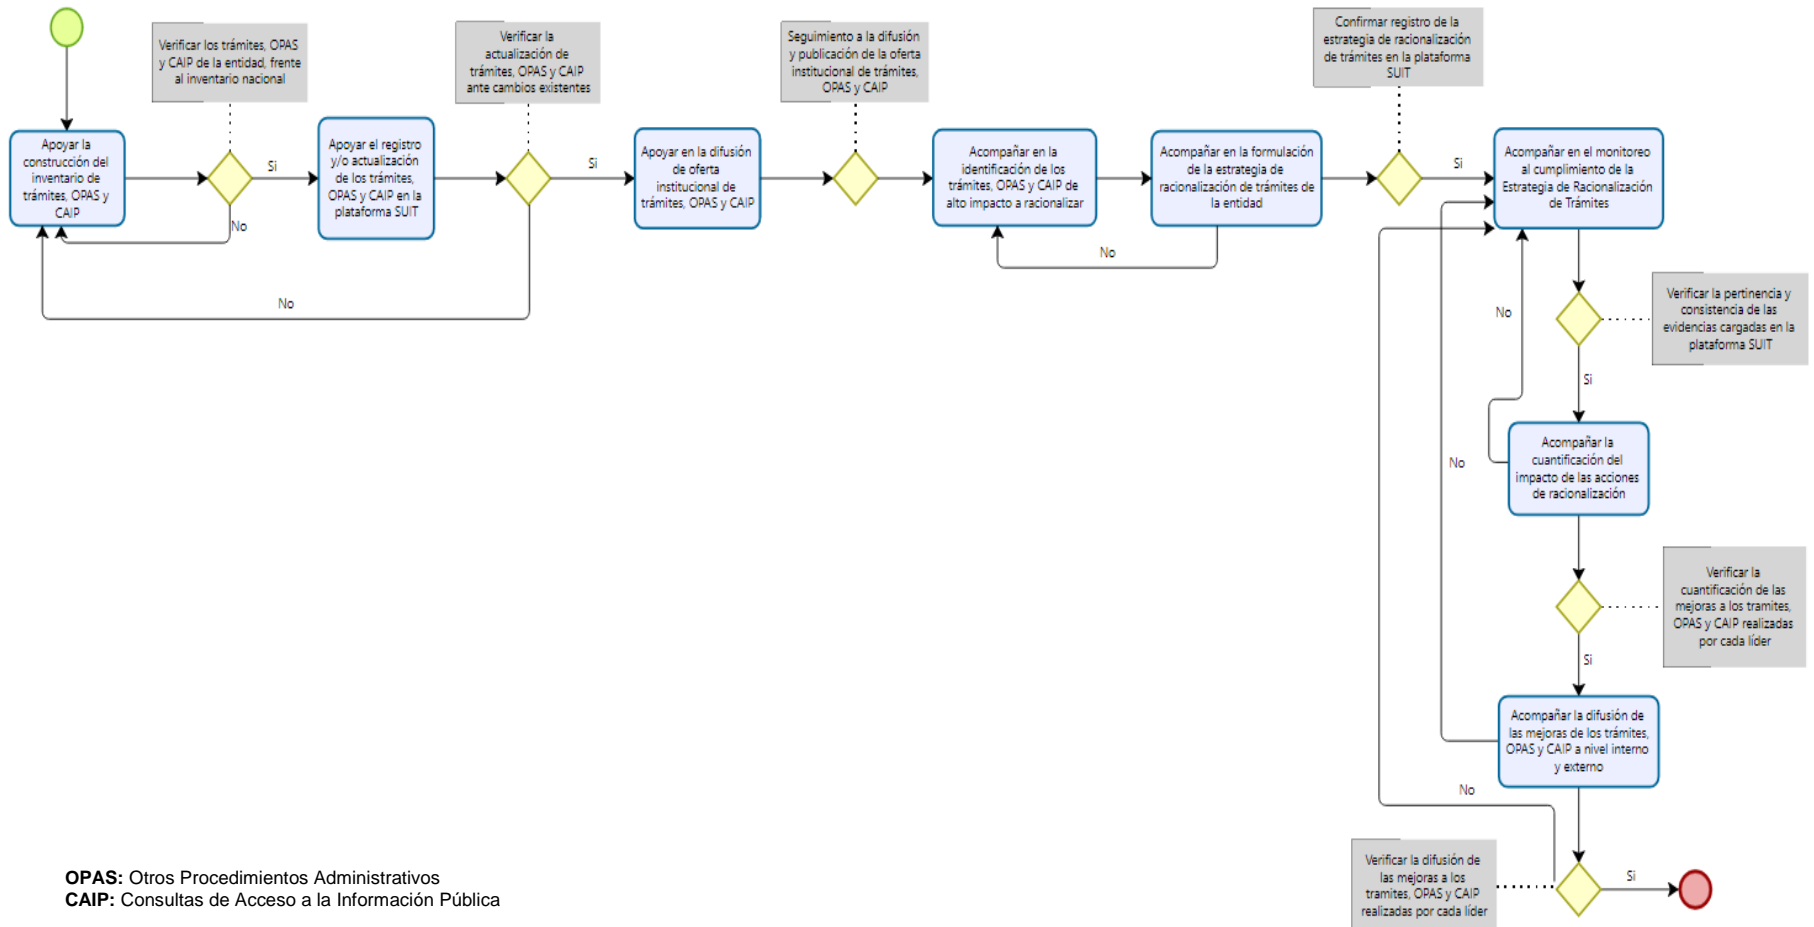 Verificar los trámites, OPAS
y CAIP de la entidad, frente
al inventario nacional
Verificar la
actualización de
trámites, OPAS y CAIP
ante cambios existentes
Seguimiento a la difusión
y publicación de la oferta
institucional de trámites,
OPAS y CAIP
Confirmar registro de la
estrategia de racionalización
de trámites en la plataforma
SUIT
Apoyar la
construcción del
inventario de
trámites, OPAS y
CAIP
Si
No
Apoyar el registro
y/o actualización
de los trámites,
OPAS y CAIP en la
plataforma SUIT
Si
No
Apoyar en la difusión
de oferta
institucional de
trámites, OPAS y CAIP
Acompañar en la
identificación de los
trámites, OPAS y CAIP de
alto impacto a racionalizar
Acompañar en la formulación
de la estrategia de
racionalización de trámites de
la entidad
No
Si
Acompañar en el monitoreo
al cumplimiento de la
Estrategia de Racionalización
de Trámites
Verificar la pertinencia y
consistencia de las
evidencias cargadas en la
plataforma SUIT
No
Si
Acompañar la
cuantificación del
impacto de las acciones
de racionalización
No
Verificar la
cuantificación de las
mejoras a los tramites,
OPAS y CAIP realizadas
por cada líder
Si
Acompañar la difusión de
las mejoras de los trámites,
OPAS y CAIP a nivel interno
y externo
No
Verificar la difusión de
las mejoras a los
tramites, OPAS y CAIP
realizadas por cada líder
Si
OPAS: Otros Procedimientos Administrativos
CAIP: Consultas de Acceso a la Información Pública